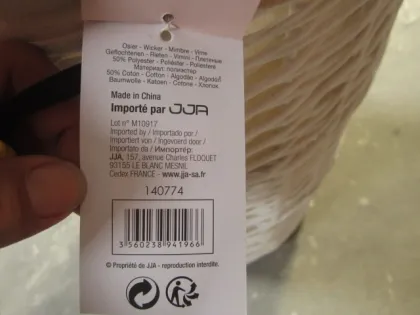 Osier - Wicker - Mimbre - Vime
Geflochtenen - Rieten - Vimini - Плетеные
50% Polyester - Poliéster - Poliestere
Материал: полиэстер
50% Coton - Cotton - Algodão - Algodón
Baumwolle - Katoen - Cotone - Хлопок
Made in China
Importé par JJA
Lot n° M10917
Imported by / Importado por /
Importiert von / Ingevoerd door /
Importato da / Импортёр:
JJA, 157, avenue Charles FLOQUET
93155 LE BLANC MESNIL
Cedex FRANCE - www.jja-sa.fr
140774
3 560238 941966
© Propriété de JJA - reproduction interdite.